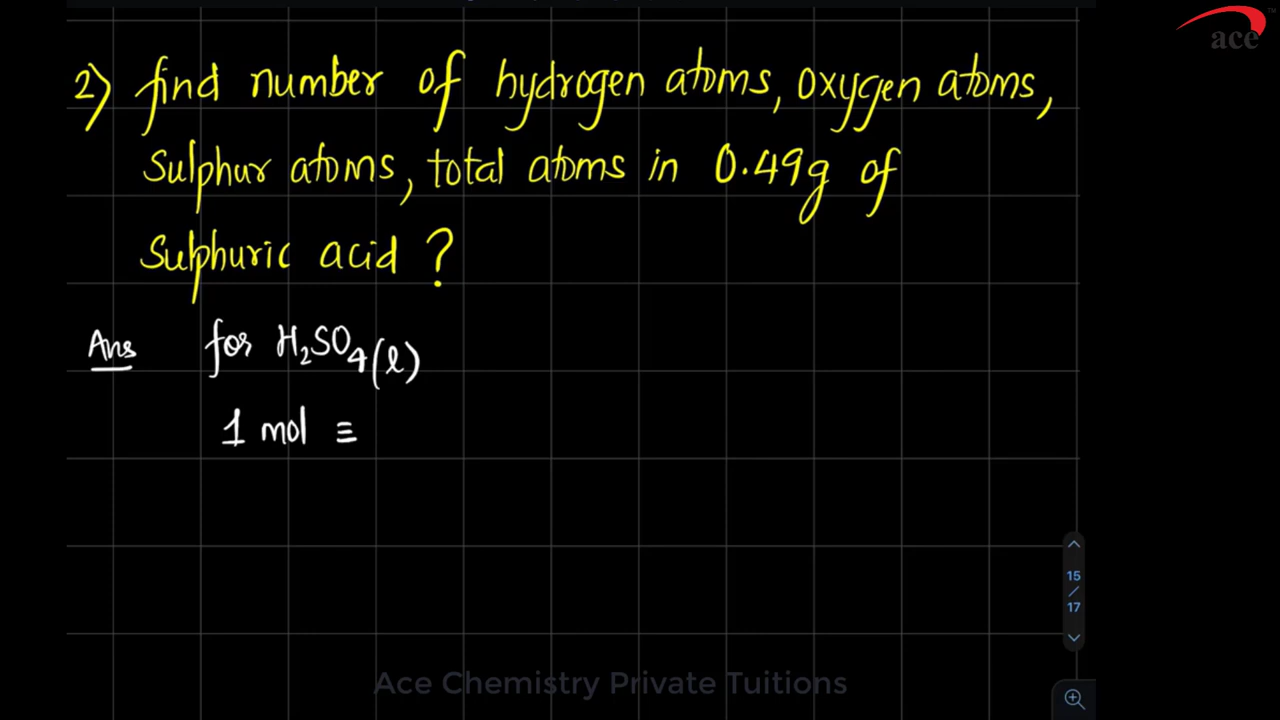 ace
2) find number of hydrogen atoms, oxygen atoms,
Sulphur atoms, total atoms in 0.49g of
Sulphuric acid ?
Ans for H₂SO₄(l)
1 mol ≡
15
/
17
Ace Chemistry Private Tuitions